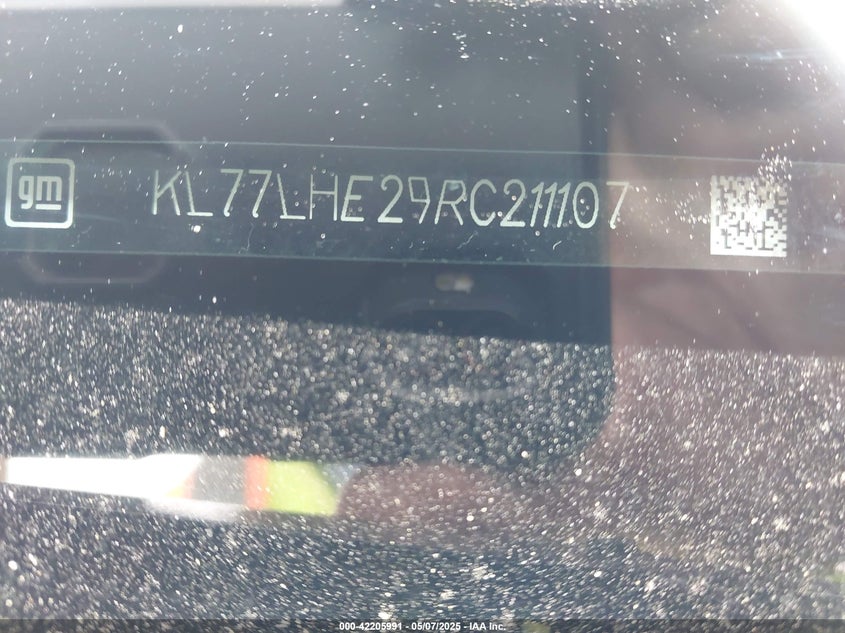 gm KL77LHE29RC211107
000-42205991 - 05/07/2025 - IAA Inc.